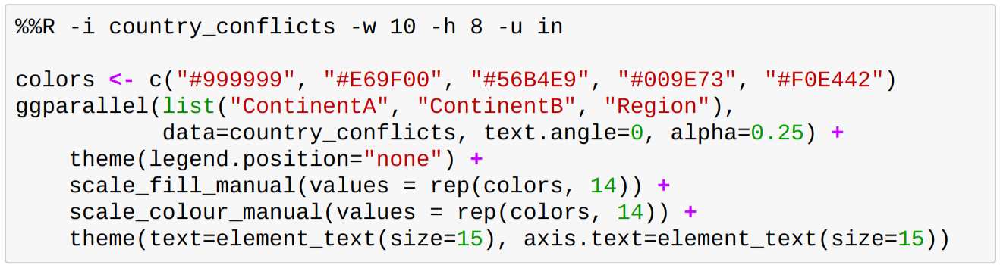 %%R -i country_conflicts -w 10 -h 8 -u in

colors <- c("#999999", "#E69F00", "#56B4E9", "#009E73", "#F0E442")
ggparallel(list("ContinentA", "ContinentB", "Region"),
           data=country_conflicts, text.angle=0, alpha=0.25) +
    theme(legend.position="none") +
    scale_fill_manual(values = rep(colors, 14)) +
    scale_colour_manual(values = rep(colors, 14)) +
    theme(text=element_text(size=15), axis.text=element_text(size=15))